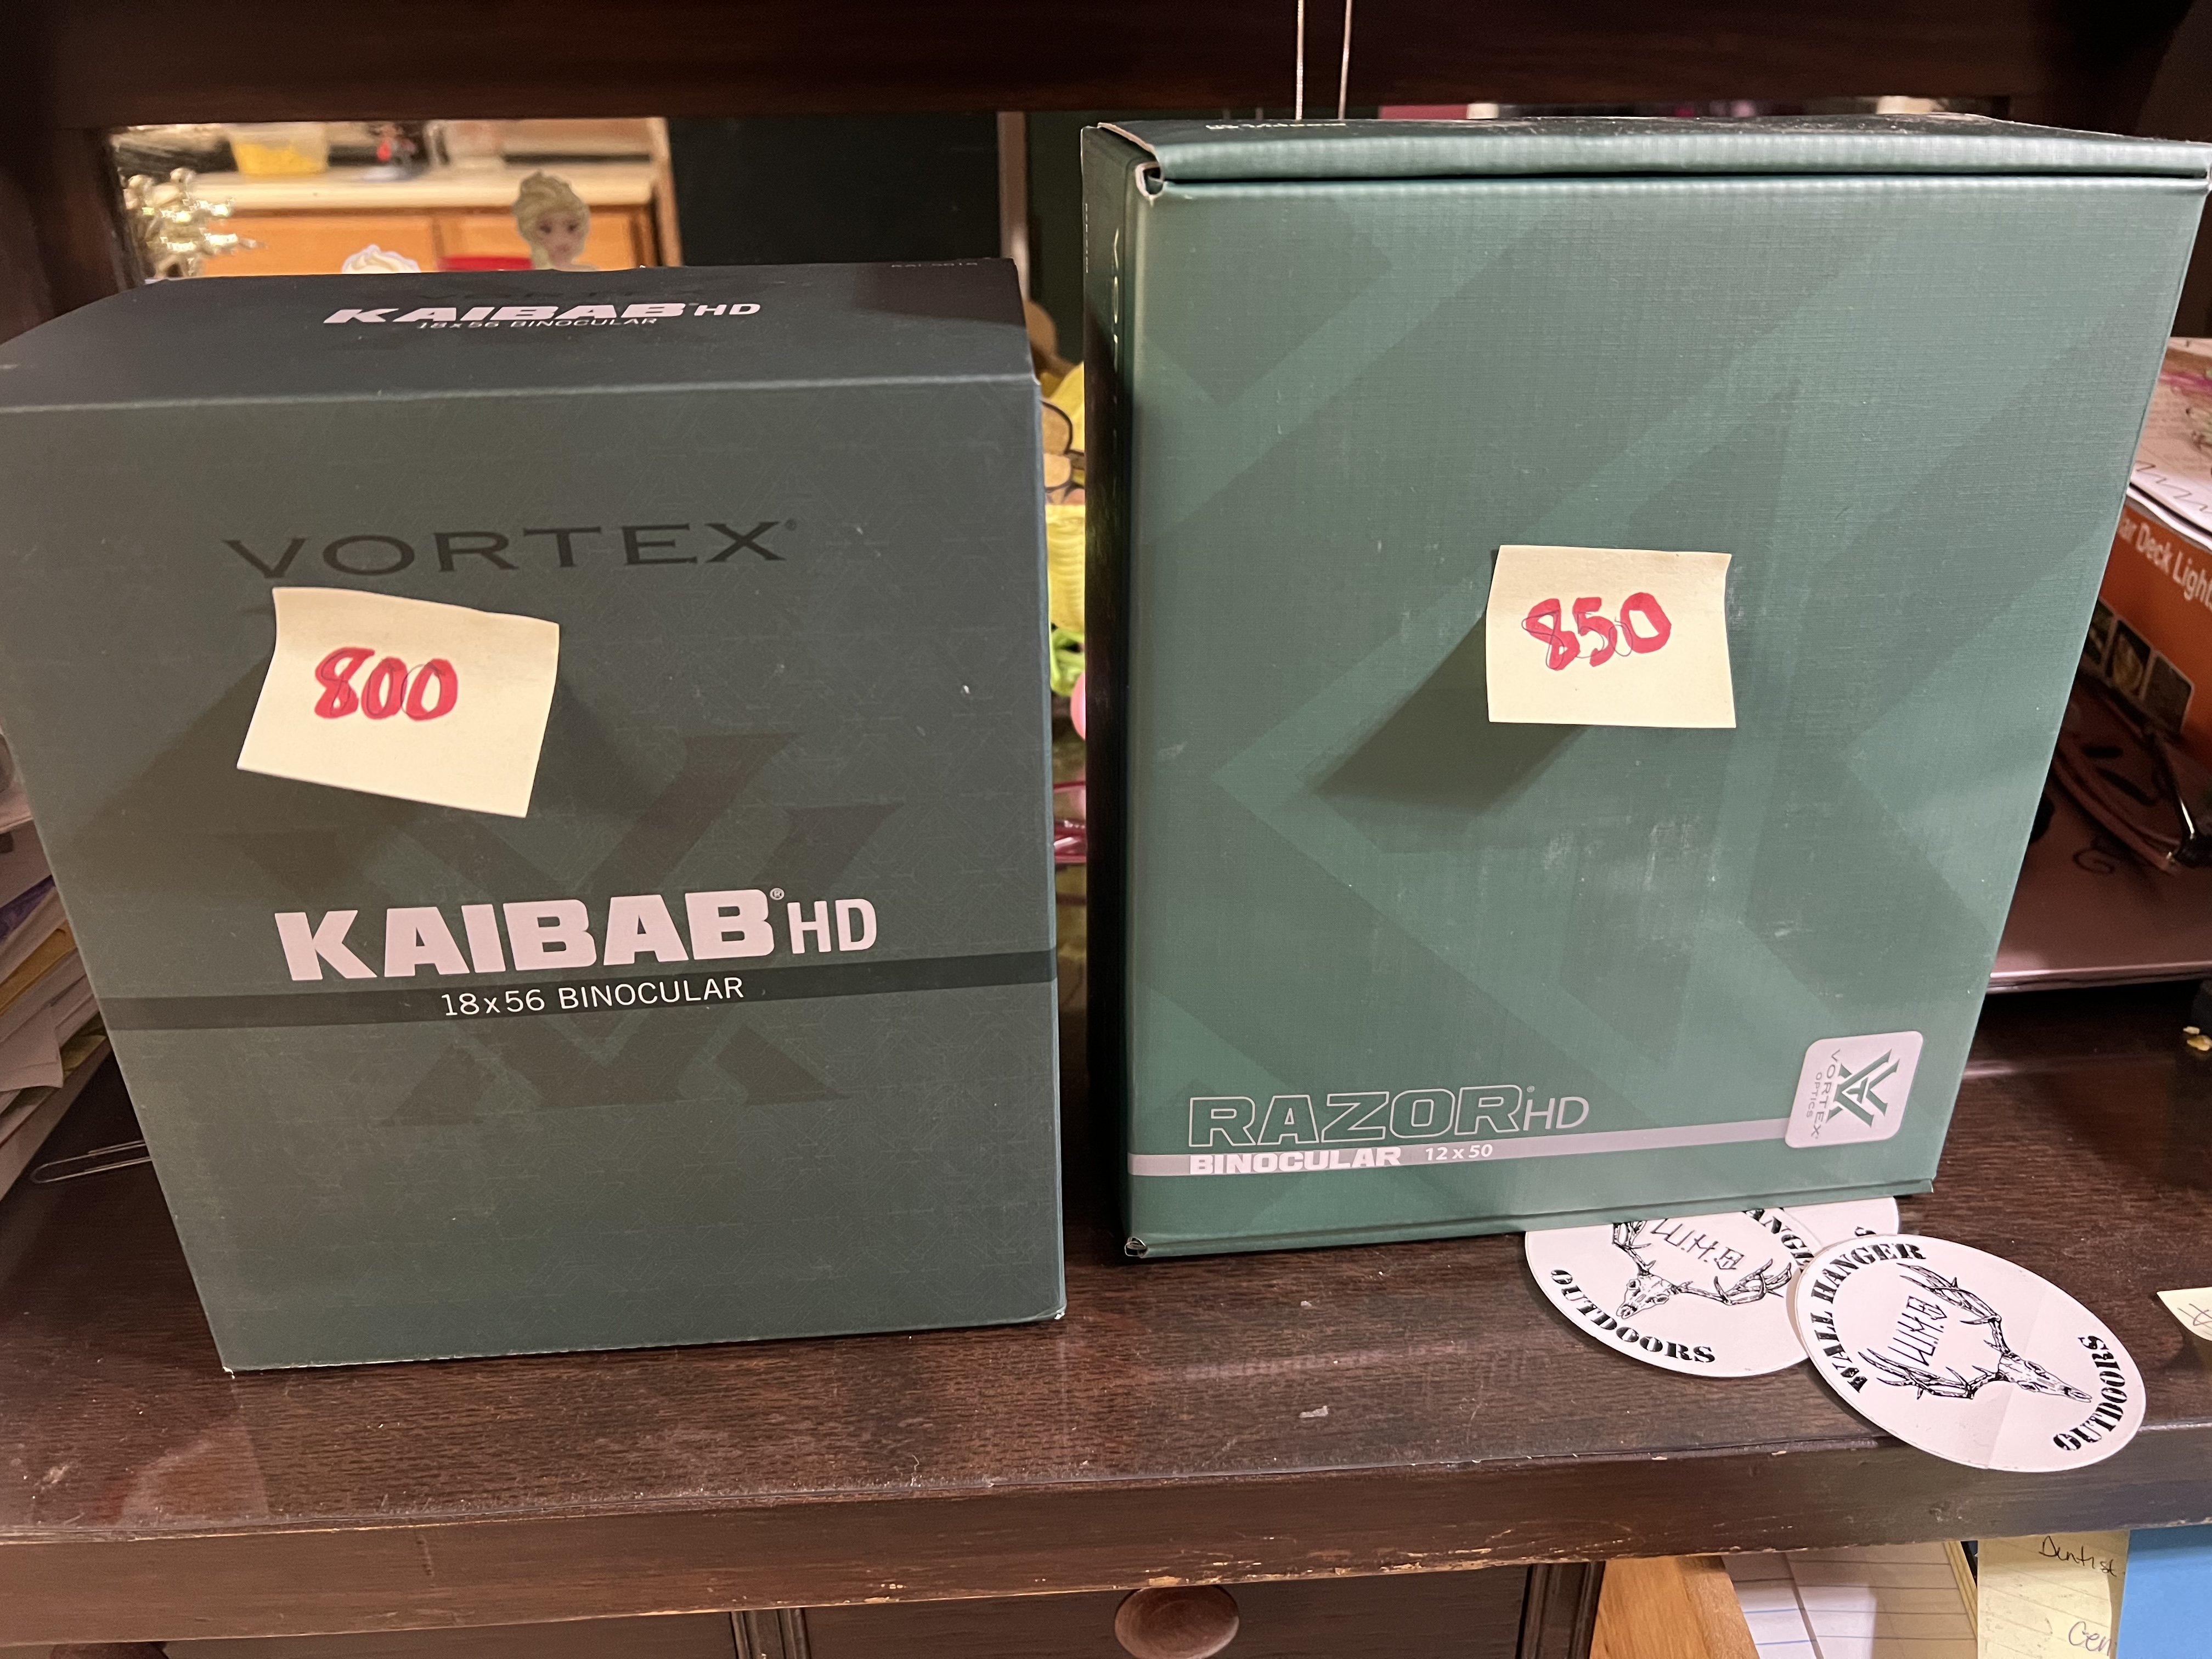 KAIBAB HD
18x56 BINOCULAR
VORTEX®
800
KAIBAB® HD
18x56 BINOCULAR
850
RAZOR® HD
BINOCULAR 12x50
VORTEX®
OPTICS
W.H.E
OUTDOORS
WALL HANGER
W.H.E
OUTDOORS
Deck Light
Dentist